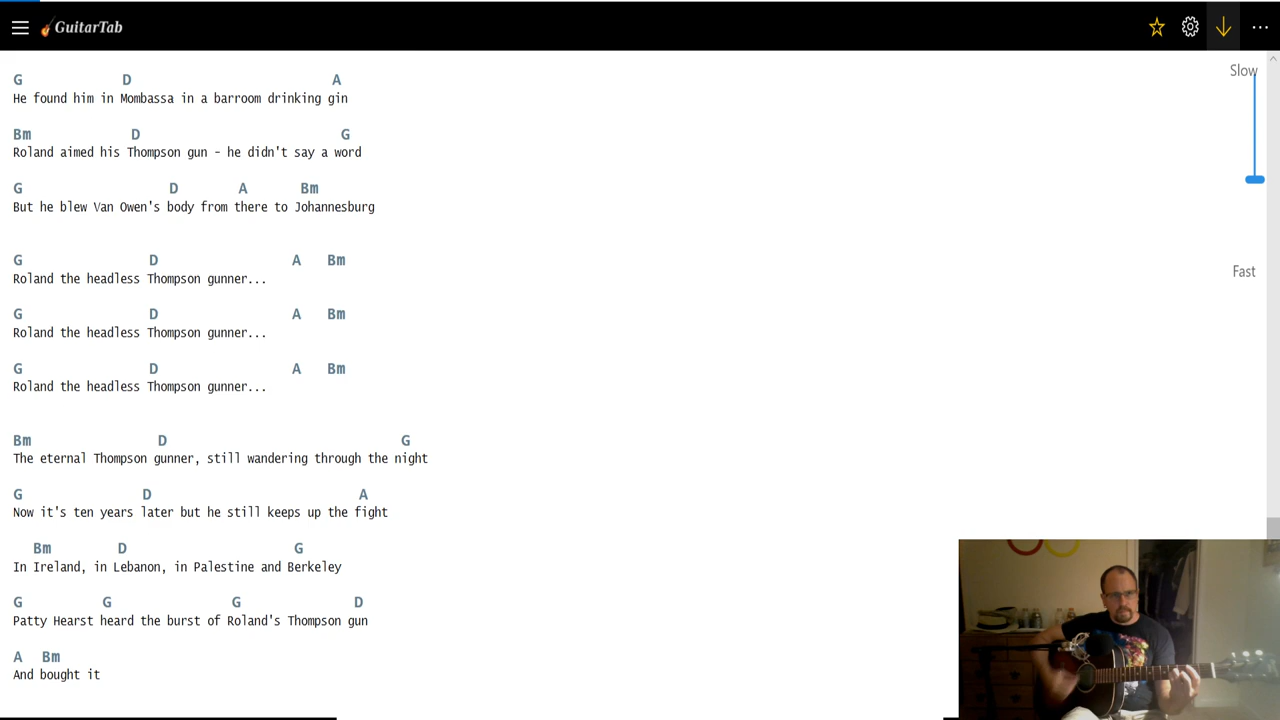 GuitarTab
Slow
G D A
He found him in Mombassa in a barroom drinking gin
Bm D G
Roland aimed his Thompson gun - he didn't say a word
G D A Bm
But he blew Van Owen's body from there to Johannesburg
G D A Bm
Roland the headless Thompson gunner...
Fast
G D A Bm
Roland the headless Thompson gunner...
G D A Bm
Roland the headless Thompson gunner...
Bm D G
The eternal Thompson gunner, still wandering through the night
G D A
Now it's ten years later but he still keeps up the fight
Bm D G
In Ireland, in Lebanon, in Palestine and Berkeley
G G G D
Patty Hearst heard the burst of Roland's Thompson gun
A Bm
And bought it